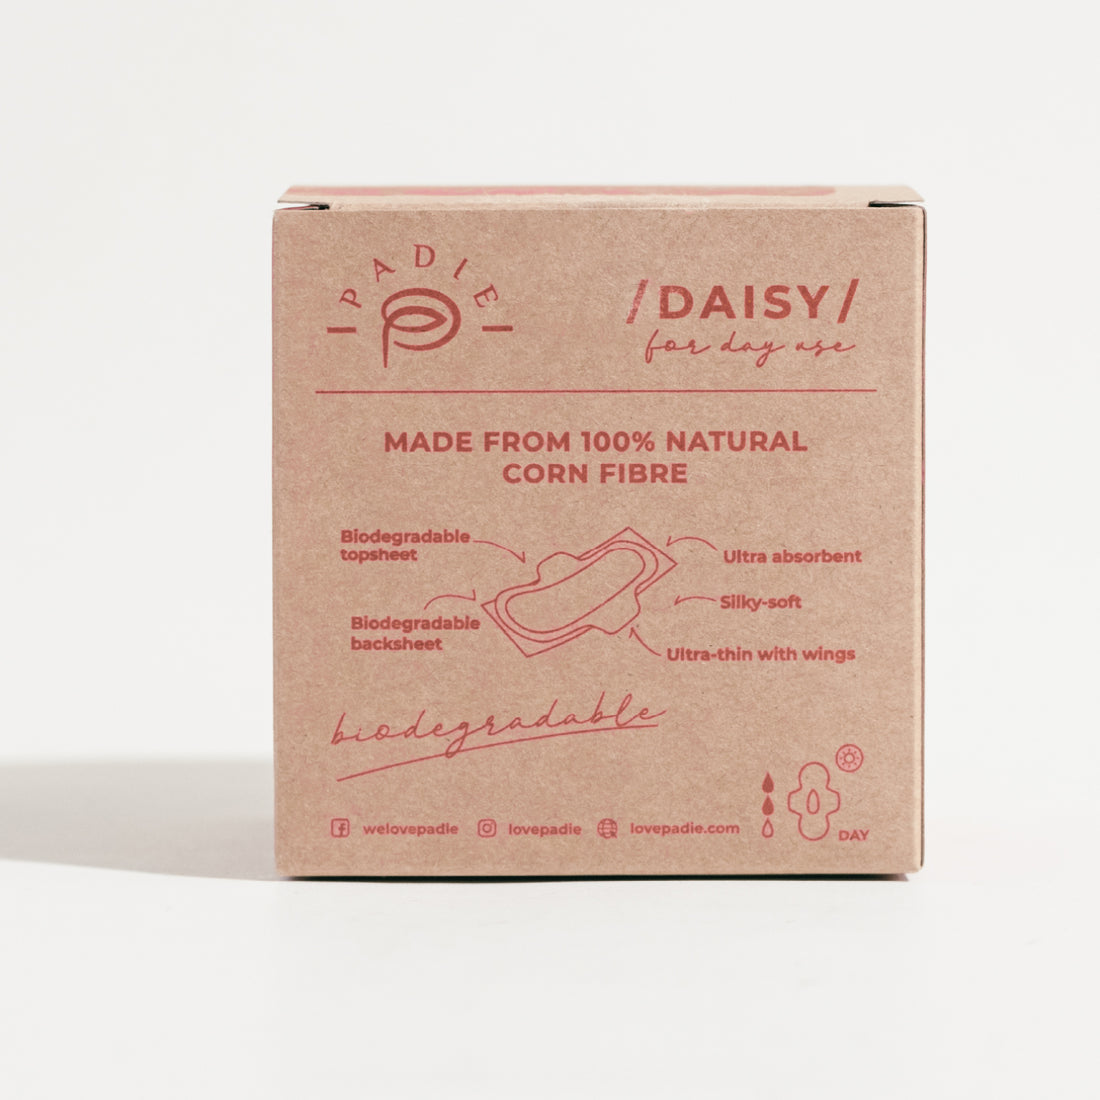 PADIE
/DAISY/
for day use
MADE FROM 100% NATURAL
CORN FIBRE
Biodegradable
topsheet
Ultra absorbent
Silky-soft
Biodegradable
backsheet
Ultra-thin with wings
biodegradable
welovepadie lovepadie lovepadie.com
DAY